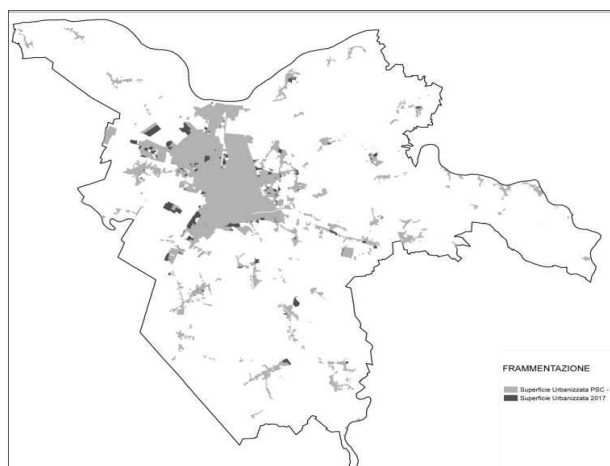 FRAMMENTAZIONE
Superficie Urbanizzata PSC -
Superficie Urbanizzata 2017